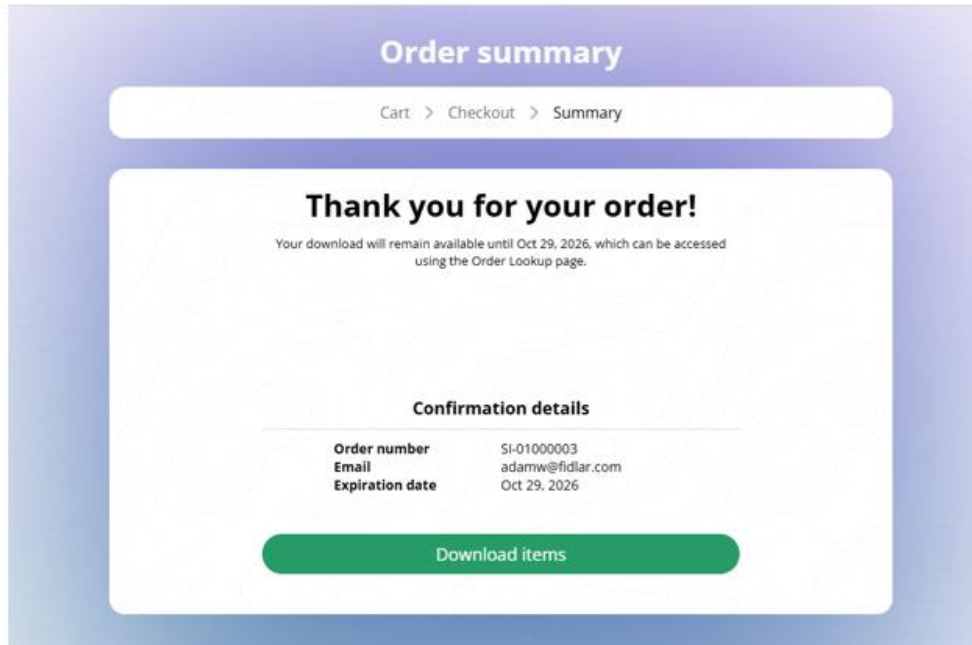 Order summary
Cart > Checkout > Summary
Thank you for your order!
Your download will remain available until Oct 29, 2026, which can be accessed
using the Order Lookup page.
Confirmation details
Order number SI-01000003
Email adamw@fidlar.com
Expiration date Oct 29, 2026
Download items